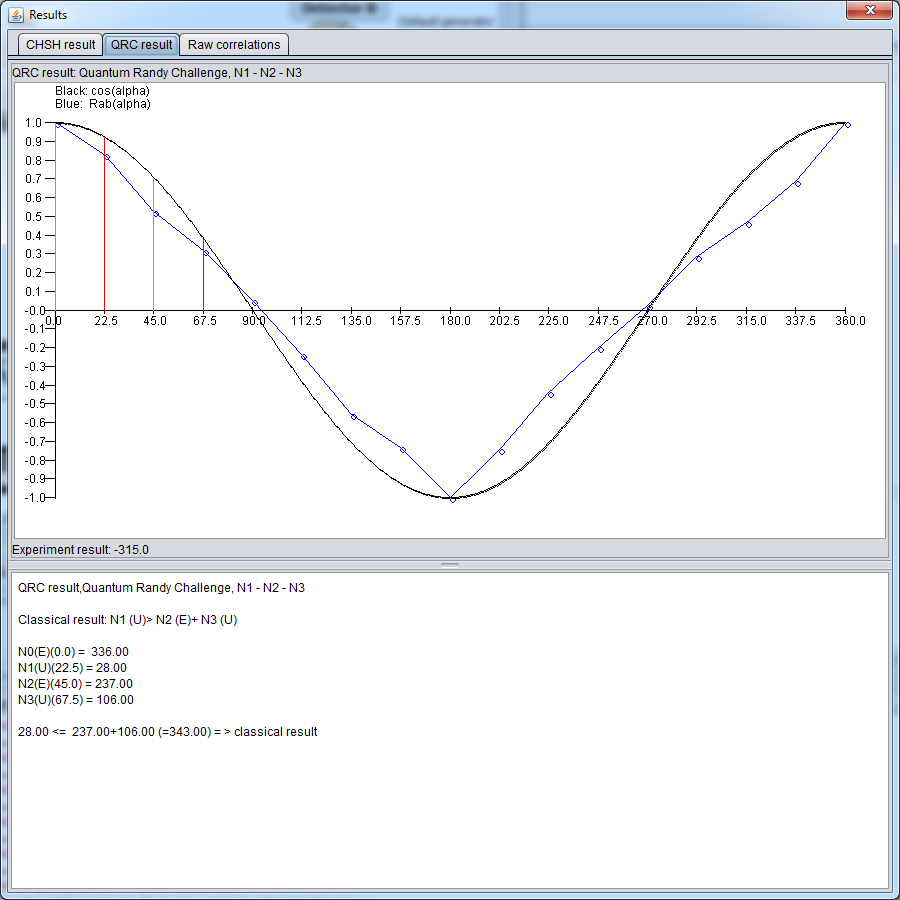 Results
CHSH result QRC result Raw correlations
QRC result: Quantum Randy Challenge, N1 - N2 - N3
Black: cos(alpha)
Blue: Rab(alpha)
1.0
0.9
0.8
0.7
0.6
0.5
0.4
0.3
0.2
0.1
-0.0
0.0 22.5 45.0 67.5 90.0 112.5 135.0 157.5 180.0 202.5 225.0 247.5 270.0 292.5 315.0 337.5 360.0
-0.1
-0.2
-0.3
-0.4
-0.5
-0.6
-0.7
-0.8
-0.9
-1.0
Experiment result: -315.0
QRC result,Quantum Randy Challenge, N1 - N2 - N3
Classical result: N1 (U)> N2 (E)+ N3 (U)
N0(E)(0.0) = 336.00
N1(U)(22.5) = 28.00
N2(E)(45.0) = 237.00
N3(U)(67.5) = 106.00
28.00 <= 237.00+106.00 (=343.00) = > classical result